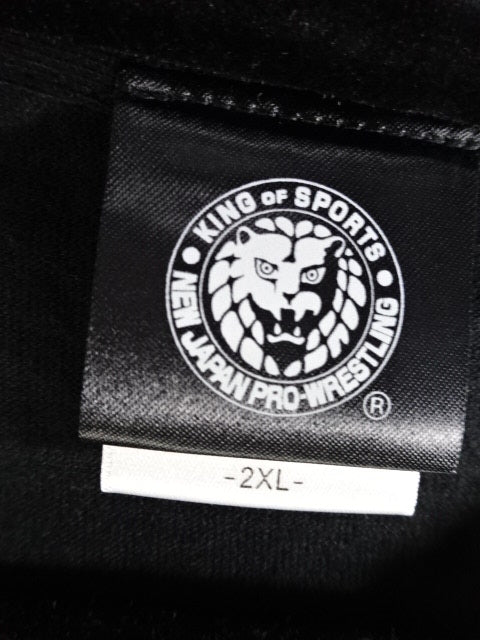 • KING OF SPORTS •
NEW JAPAN PRO-WRESTLING
®
-2XL-